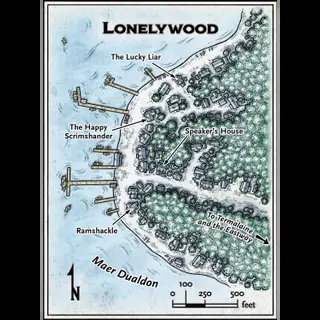 LONELYWOOD
The Lucky Liar
The Happy
Scrimshander
Speaker's House
Ramshackle
To Termalaine
and the Eastway
Maer Dualdon
N
0 100 250 500
feet